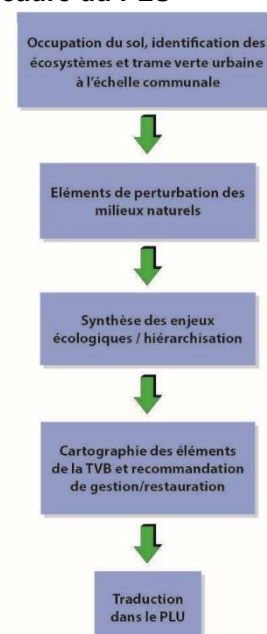 cadre du PLU
Occupation du sol, identification des
écosystèmes et trame verte urbaine
à l'échelle communale
Eléments de perturbation des
milieux naturels
Synthèse des enjeux
écologiques / hiérarchisation
Cartographie des éléments
de la TVB et recommandation
de gestion/restauration
Traduction
dans le PLU